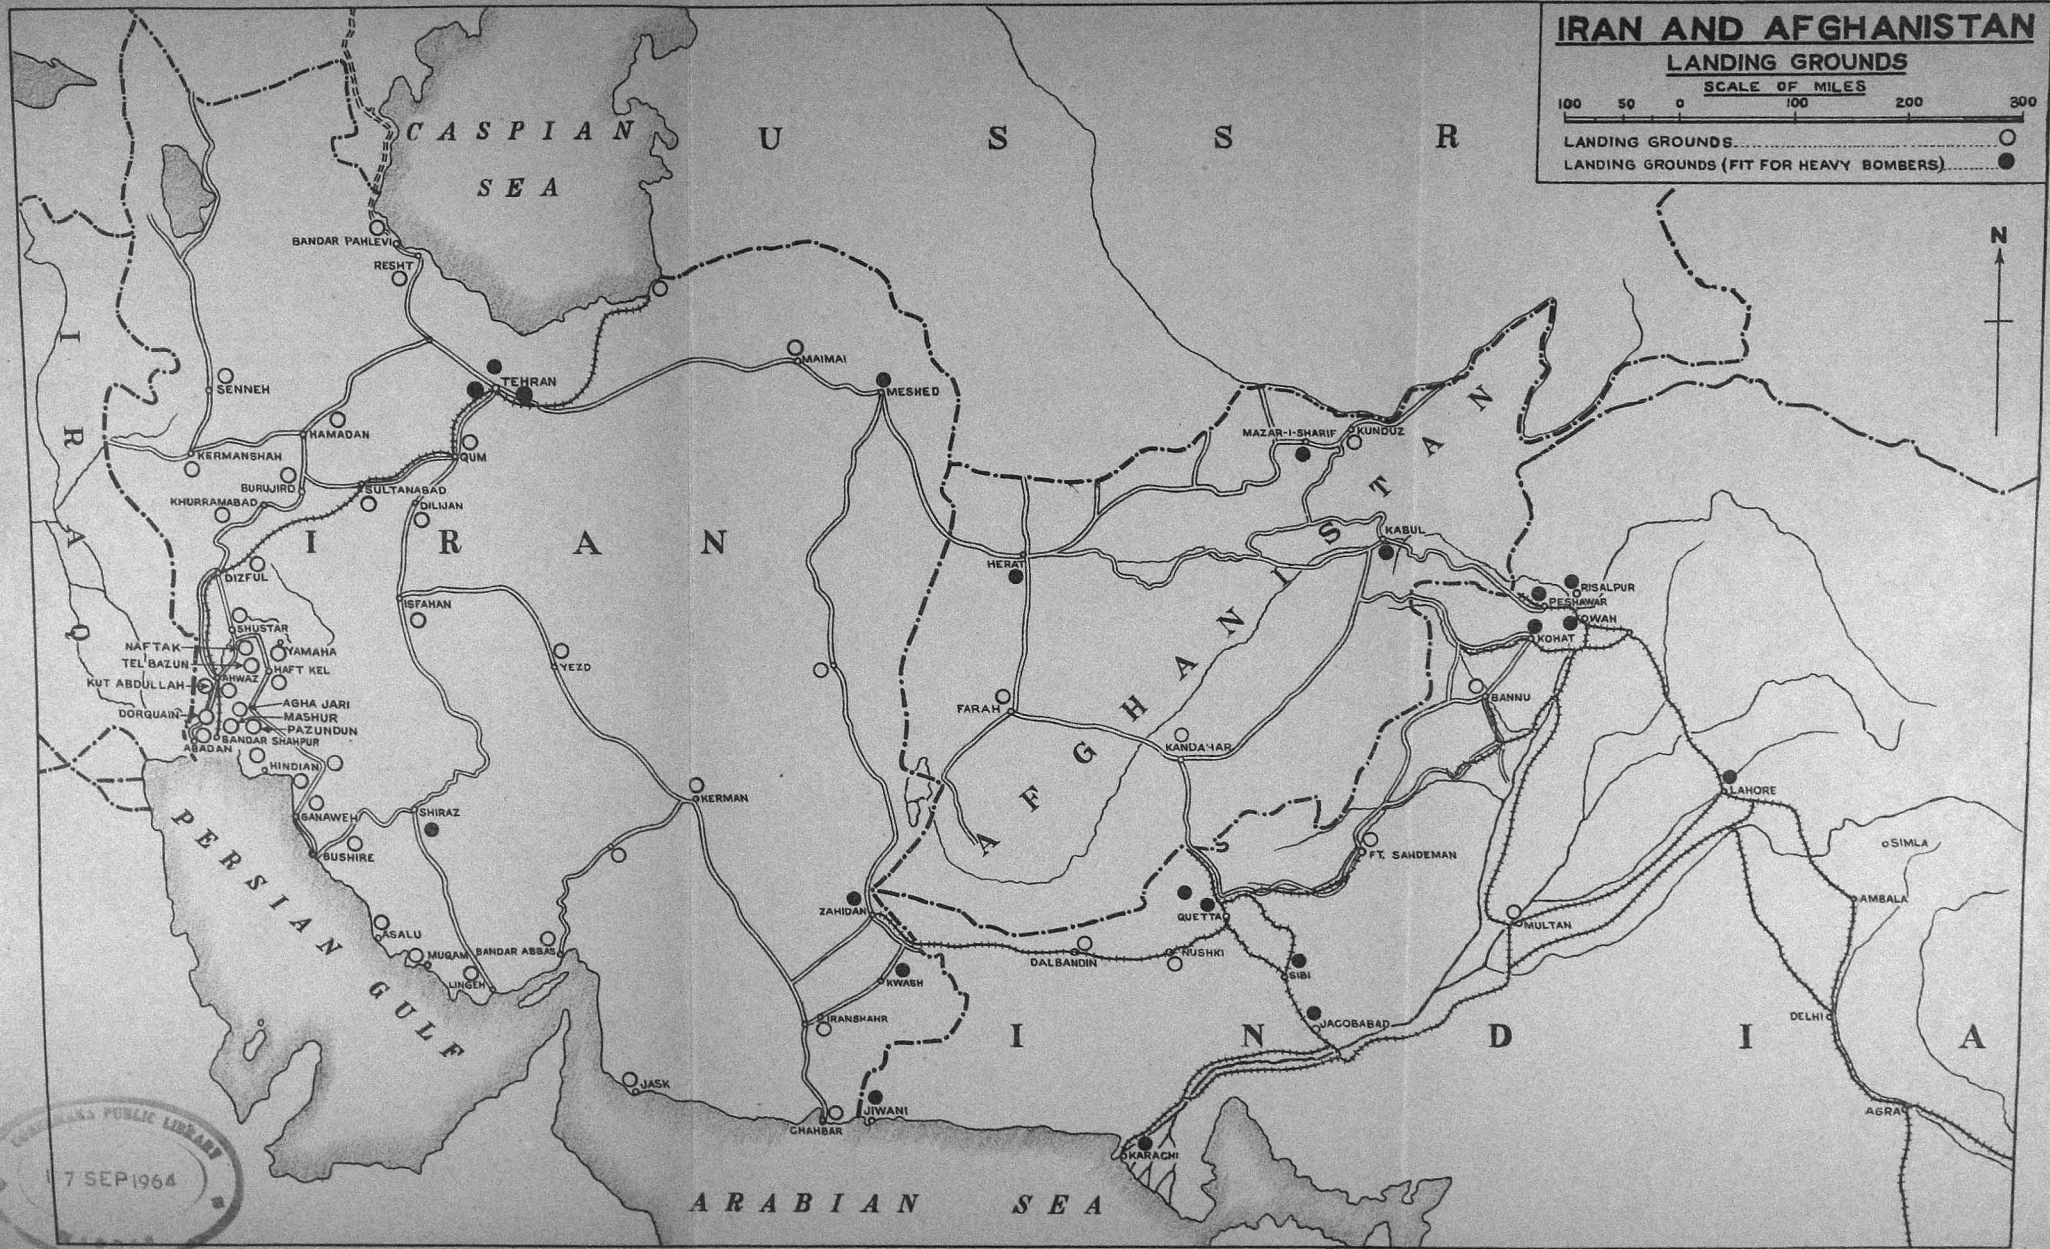 IRAN AND AFGHANISTAN
LANDING GROUNDS
SCALE OF MILES
100 50 0 100 200 300
LANDING GROUNDS
LANDING GROUNDS (FIT FOR HEAVY BOMBERS)
N
CASPIAN
SEA
U S S R
BANDAR PAHLEVI
RESHT
I R A Q
SENNEH
TEHRAN
MAIMAI
MESHED
HAMADAN
KERMANSHAH
QUM
BURUJIRD
SULTANABAD
KHURRAMABAD
DILIJAN
I R A N
MAZAR-I-SHARIF
KUNDUZ
HERAT
KABUL
DIZFUL
ISFAHAN
RISALPUR
PESHAWAR
KOHAT
SHUSTAR
NAFTAK
YAMAHA
TEL BAZUN
HAFT KEL
KUT ABDULLAH
AHWAZ
AGHA JARI
DORQUAIN
MASHUR
PAZUNDUN
ABADAN
BANDAR SHAHPUR
HINDIAN
YEZD
FARAH
KANDAHAR
BANNU
A F G H A N I S T A N
GANAWEH
SHIRAZ
KERMAN
BUSHIRE
LAHORE
SIMLA
FT. SANDEMAN
AMBALA
PERSIAN GULF
ZAHIDAN
QUETTA
MULTAN
ASALU
MUQAM
BANDAR ABBAS
LINGEH
DALBANDIN
NUSHKI
SIBI
KWASH
IRANSHAHR
JACOBABAD
DELHI
I N D I A
JASK
CHAHBAR
JIWANI
AGRA
KARACHI
ARABIAN SEA
PUBLIC LIBRARY
7 SEP 1964